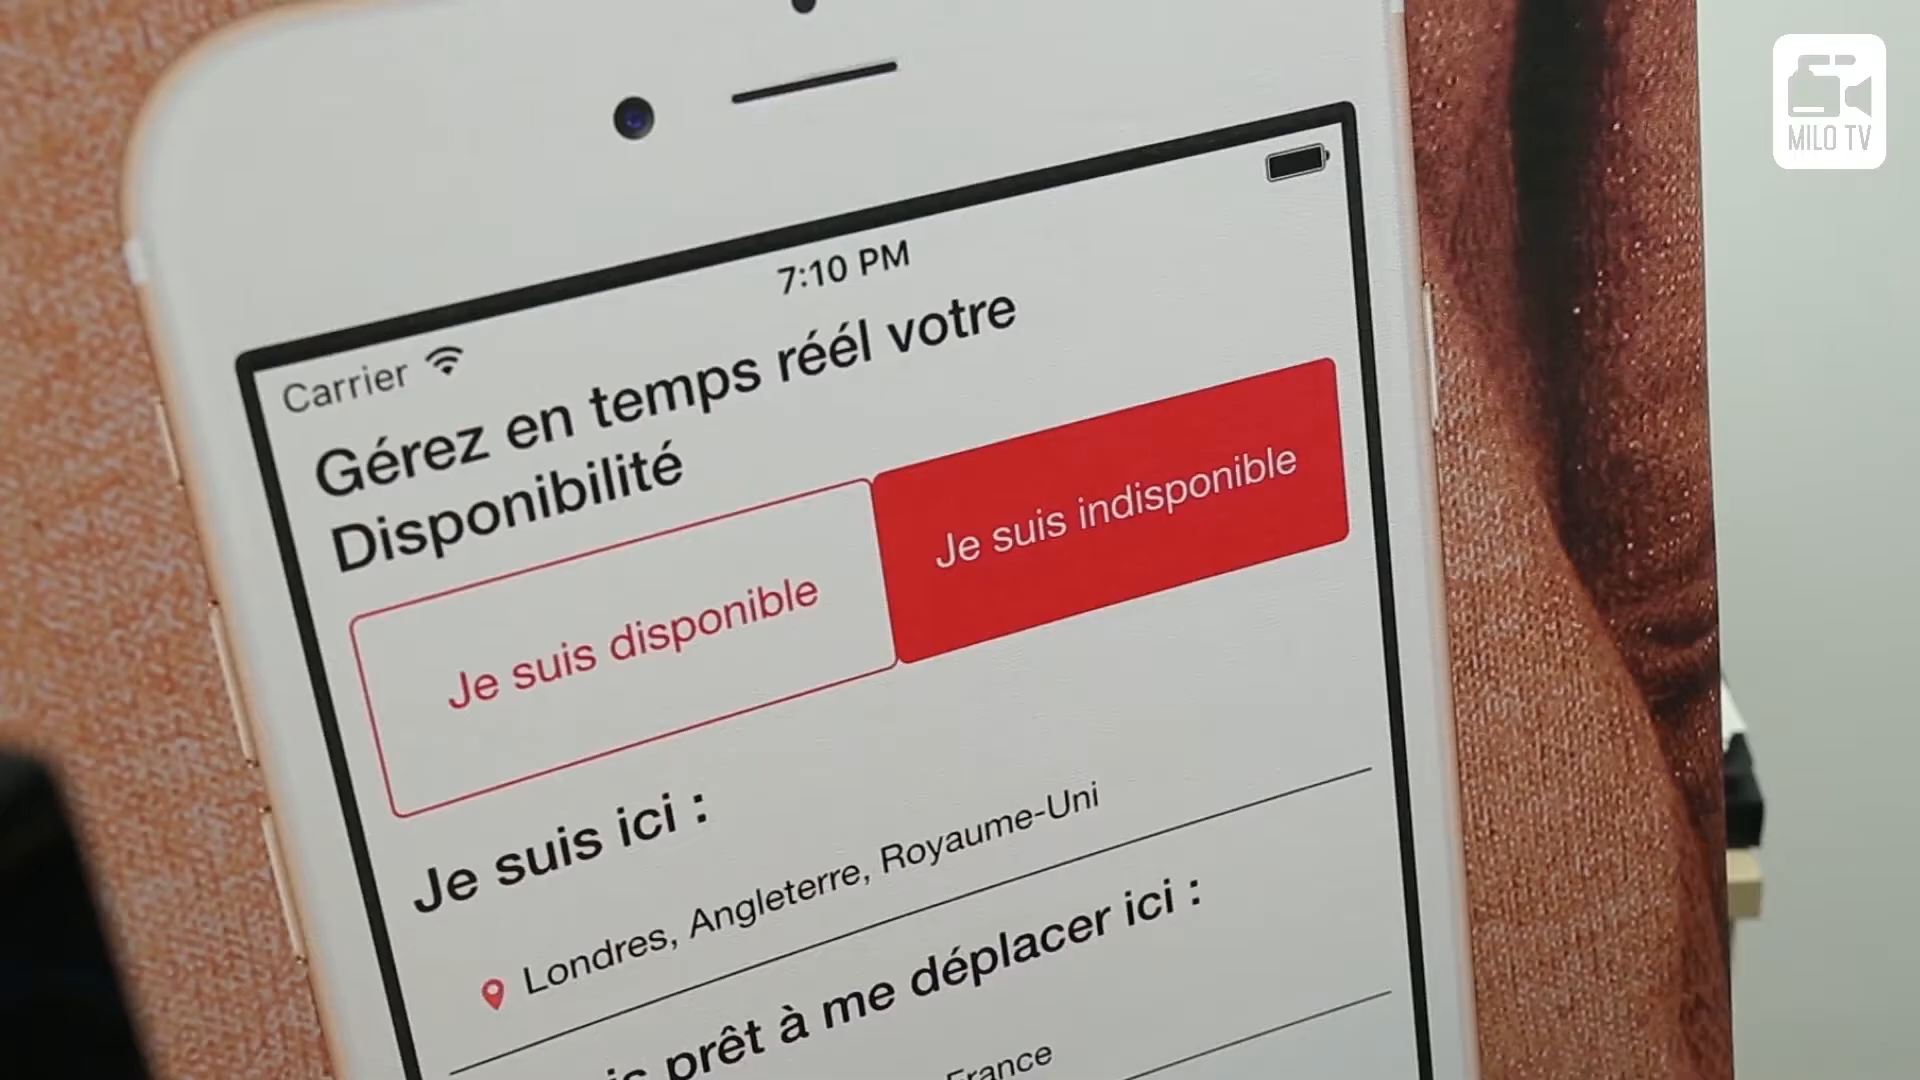 MILO TV
7:10 PM
Carrier
Gérez en temps réél votre
Disponibilité
Je suis disponible
Je suis indisponible
Je suis ici :
Londres, Angleterre, Royaume-Uni
prêt à me déplacer ici :
France